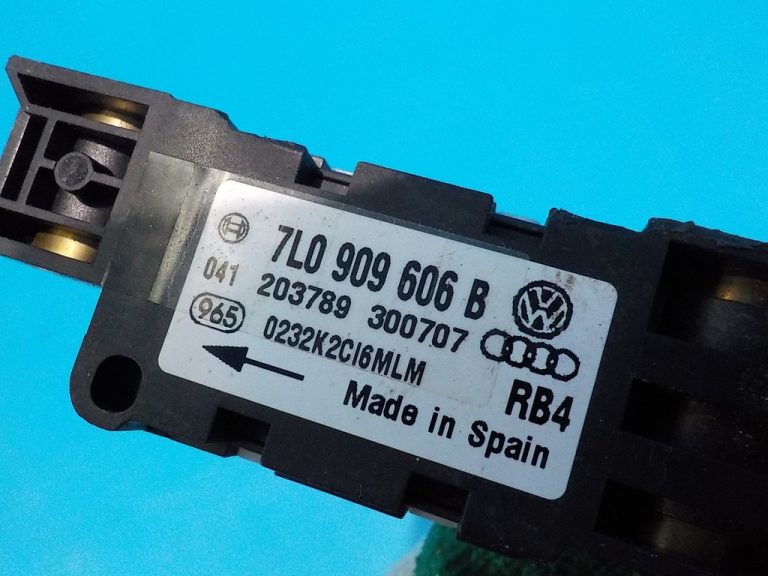 7L0 909 606 B
041 203789 300707
965 0232K2CI6MLM
RB4
Made in Spain